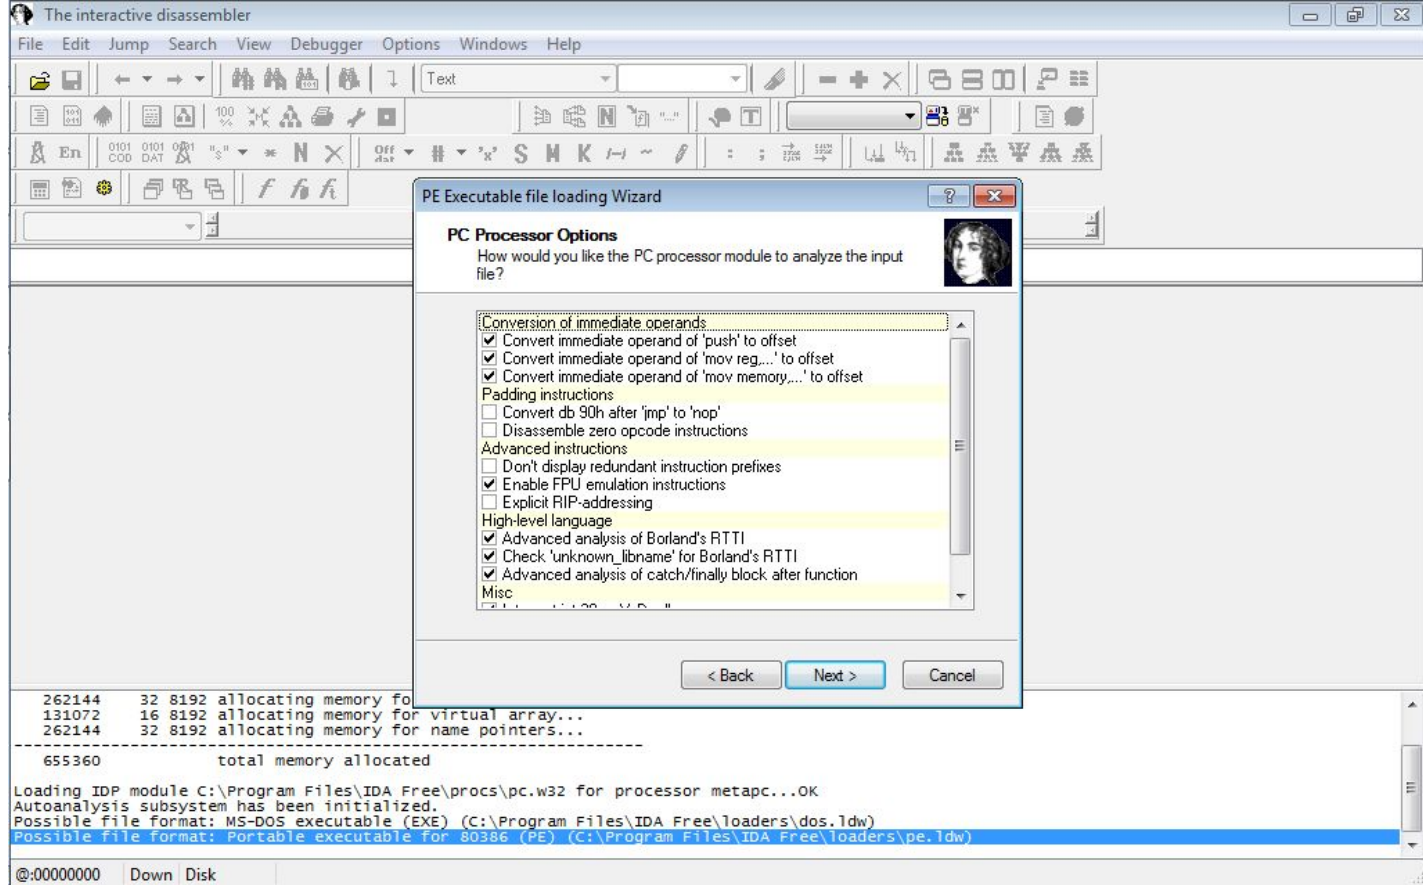 The interactive disassembler
File Edit Jump Search View Debugger Options Windows Help
Text
En
Off
N X
S M K
PE Executable file loading Wizard
PC Processor Options
How would you like the PC processor module to analyze the input
file?
Conversion of immediate operands
Convert immediate operand of 'push' to offset
Convert immediate operand of 'mov reg,...' to offset
Convert immediate operand of 'mov memory,...' to offset
Padding instructions
Convert db 90h after 'jmp' to 'nop'
Disassemble zero opcode instructions
Advanced instructions
Don't display redundant instruction prefixes
Enable FPU emulation instructions
Explicit RIP-addressing
High-level language
Advanced analysis of Borland's RTTI
Check 'unknown_libname' for Borland's RTTI
Advanced analysis of catch/finally block after function
Misc
< Back Next > Cancel
262144 32 8192 allocating memory fo
131072 16 8192 allocating memory for virtual array...
262144 32 8192 allocating memory for name pointers...
-----------------------------------------------------------------
655360 total memory allocated
Loading IDP module C:\Program Files\IDA Free\procs\pc.w32 for processor metapc...OK
Autoanalysis subsystem has been initialized.
Possible file format: MS-DOS executable (EXE) (C:\Program Files\IDA Free\loaders\dos.ldw)
Possible file format: Portable executable for 80386 (PE) (C:\Program Files\IDA Free\loaders\pe.ldw)
@:00000000 Down Disk